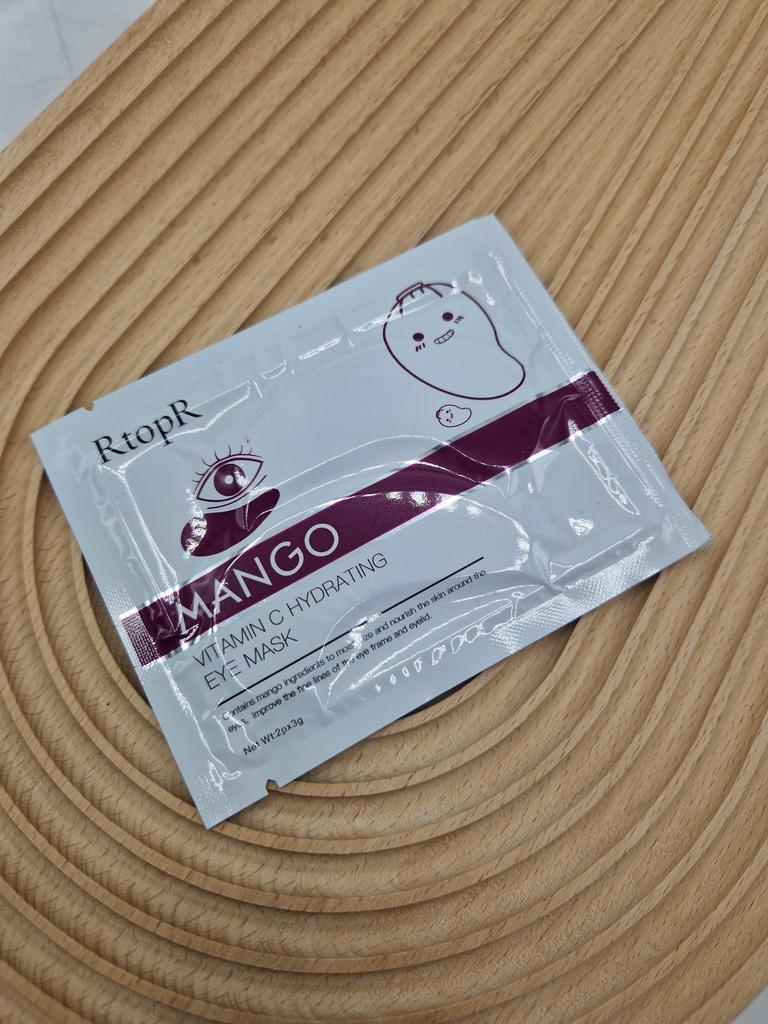 RtopR
MANGO
VITAMIN C HYDRATING
EYE MASK
Contains mango ingredients to moisturize and nourish the skin around the
eyes, improve the fine lines of the eye frame and eyelid.
Net Wt:2px3g